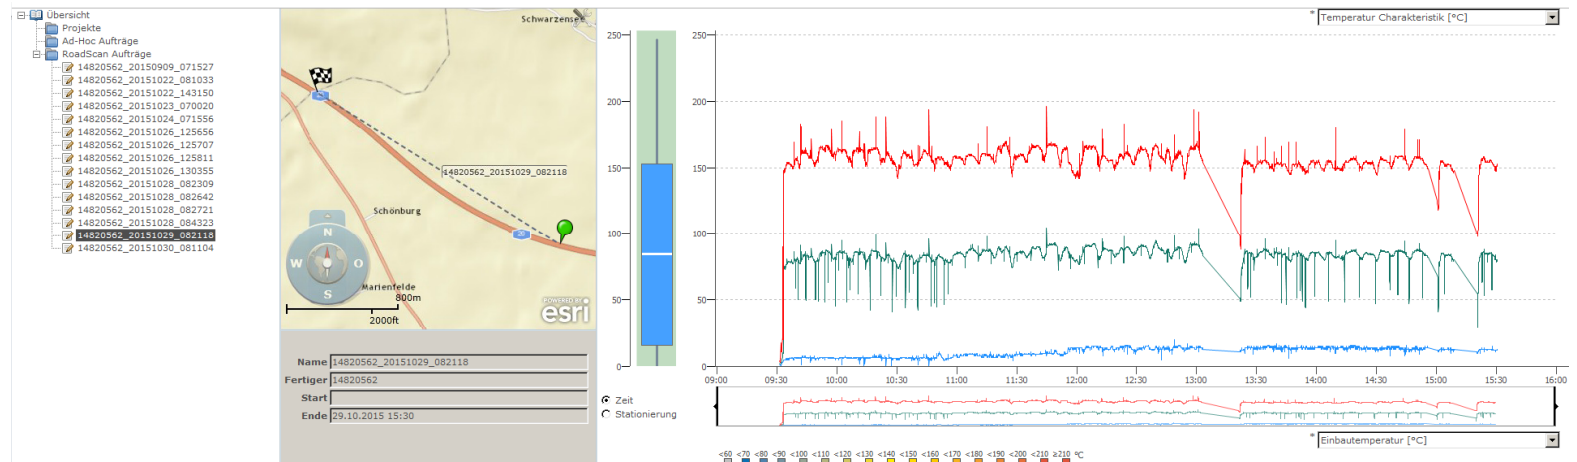 Übersicht
Projekte
Ad-Hoc Aufträge
RoadScan Aufträge
14820562_20150909_071527
14820562_20151022_081033
14820562_20151022_143150
14820562_20151023_070020
14820562_20151024_071556
14820562_20151026_125656
14820562_20151026_125707
14820562_20151026_125811
14820562_20151026_130355
14820562_20151028_082309
14820562_20151028_082642
14820562_20151028_082721
14820562_20151028_084323
14820562_20151029_082118
14820562_20151030_081104
Schwarzensee
14820562_20151029_082118
Schönburg
20
N
W O
S
Marienfelde
800m
2000ft
POWERED BY
esri
Name 14820562_20151029_082118
Fertiger 14820562
Start
Ende 29.10.2015 15:30
250
200
150
100
50
0
Zeit
Stationierung
* Temperatur Charakteristik [°C]
250
200
150
100
50
0
09:00 09:30 10:00 10:30 11:00 11:30 12:00 12:30 13:00 13:30 14:00 14:30 15:00 15:30 16:00
* Einbautemperatur [°C]
<60 <70 <80 <90 <100 <110 <120 <130 <140 <150 <160 <170 <180 <190 <200 <210 ≥210 °C